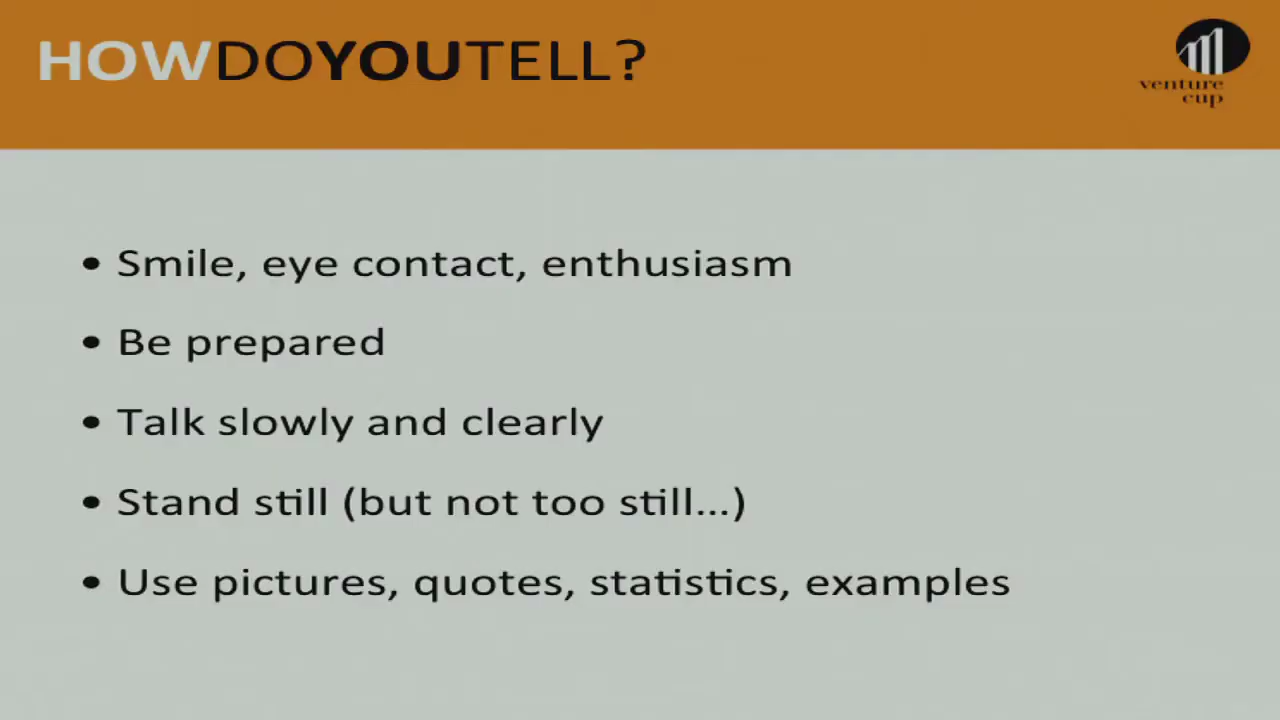 HOWDOYOUTELL?
venture
cup
• Smile, eye contact, enthusiasm
• Be prepared
• Talk slowly and clearly
• Stand still (but not too still...)
• Use pictures, quotes, statistics, examples